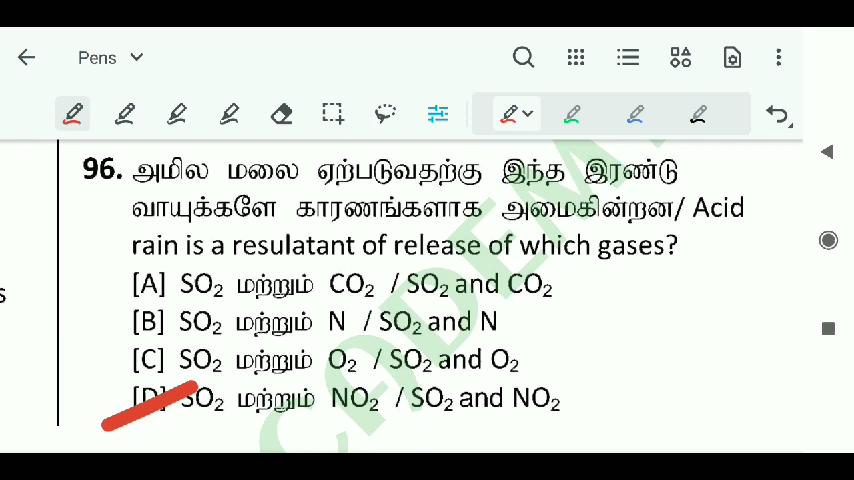 Pens
96. அமில மலை ஏற்படுவதற்கு இந்த இரண்டு
வாயுக்களே காரணங்களாக அமைகின்றன/ Acid
rain is a resulatant of release of which gases?
[A] SO₂ மற்றும் CO₂ / SO₂ and CO₂
[B] SO₂ மற்றும் N / SO₂ and N
[C] SO₂ மற்றும் O₂ / SO₂ and O₂
[D] SO₂ மற்றும் NO₂ / SO₂ and NO₂
s
CADEMY